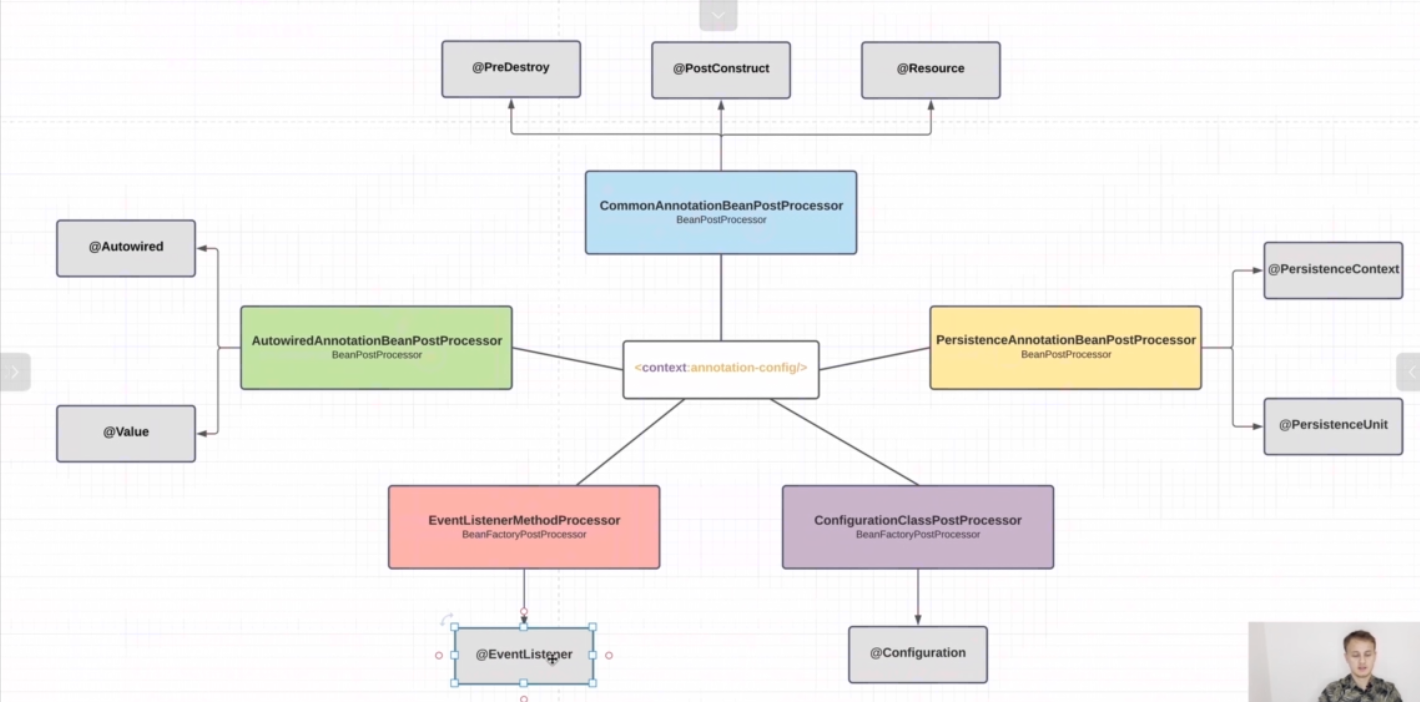 @PreDestroy
@PostConstruct
@Resource
CommonAnnotationBeanPostProcessor
BeanPostProcessor
@Autowired
@PersistenceContext
AutowiredAnnotationBeanPostProcessor
BeanPostProcessor
PersistenceAnnotationBeanPostProcessor
BeanPostProcessor
<context:annotation-config/>
@Value
@PersistenceUnit
EventListenerMethodProcessor
BeanFactoryPostProcessor
ConfigurationClassPostProcessor
BeanFactoryPostProcessor
@EventListener
@Configuration